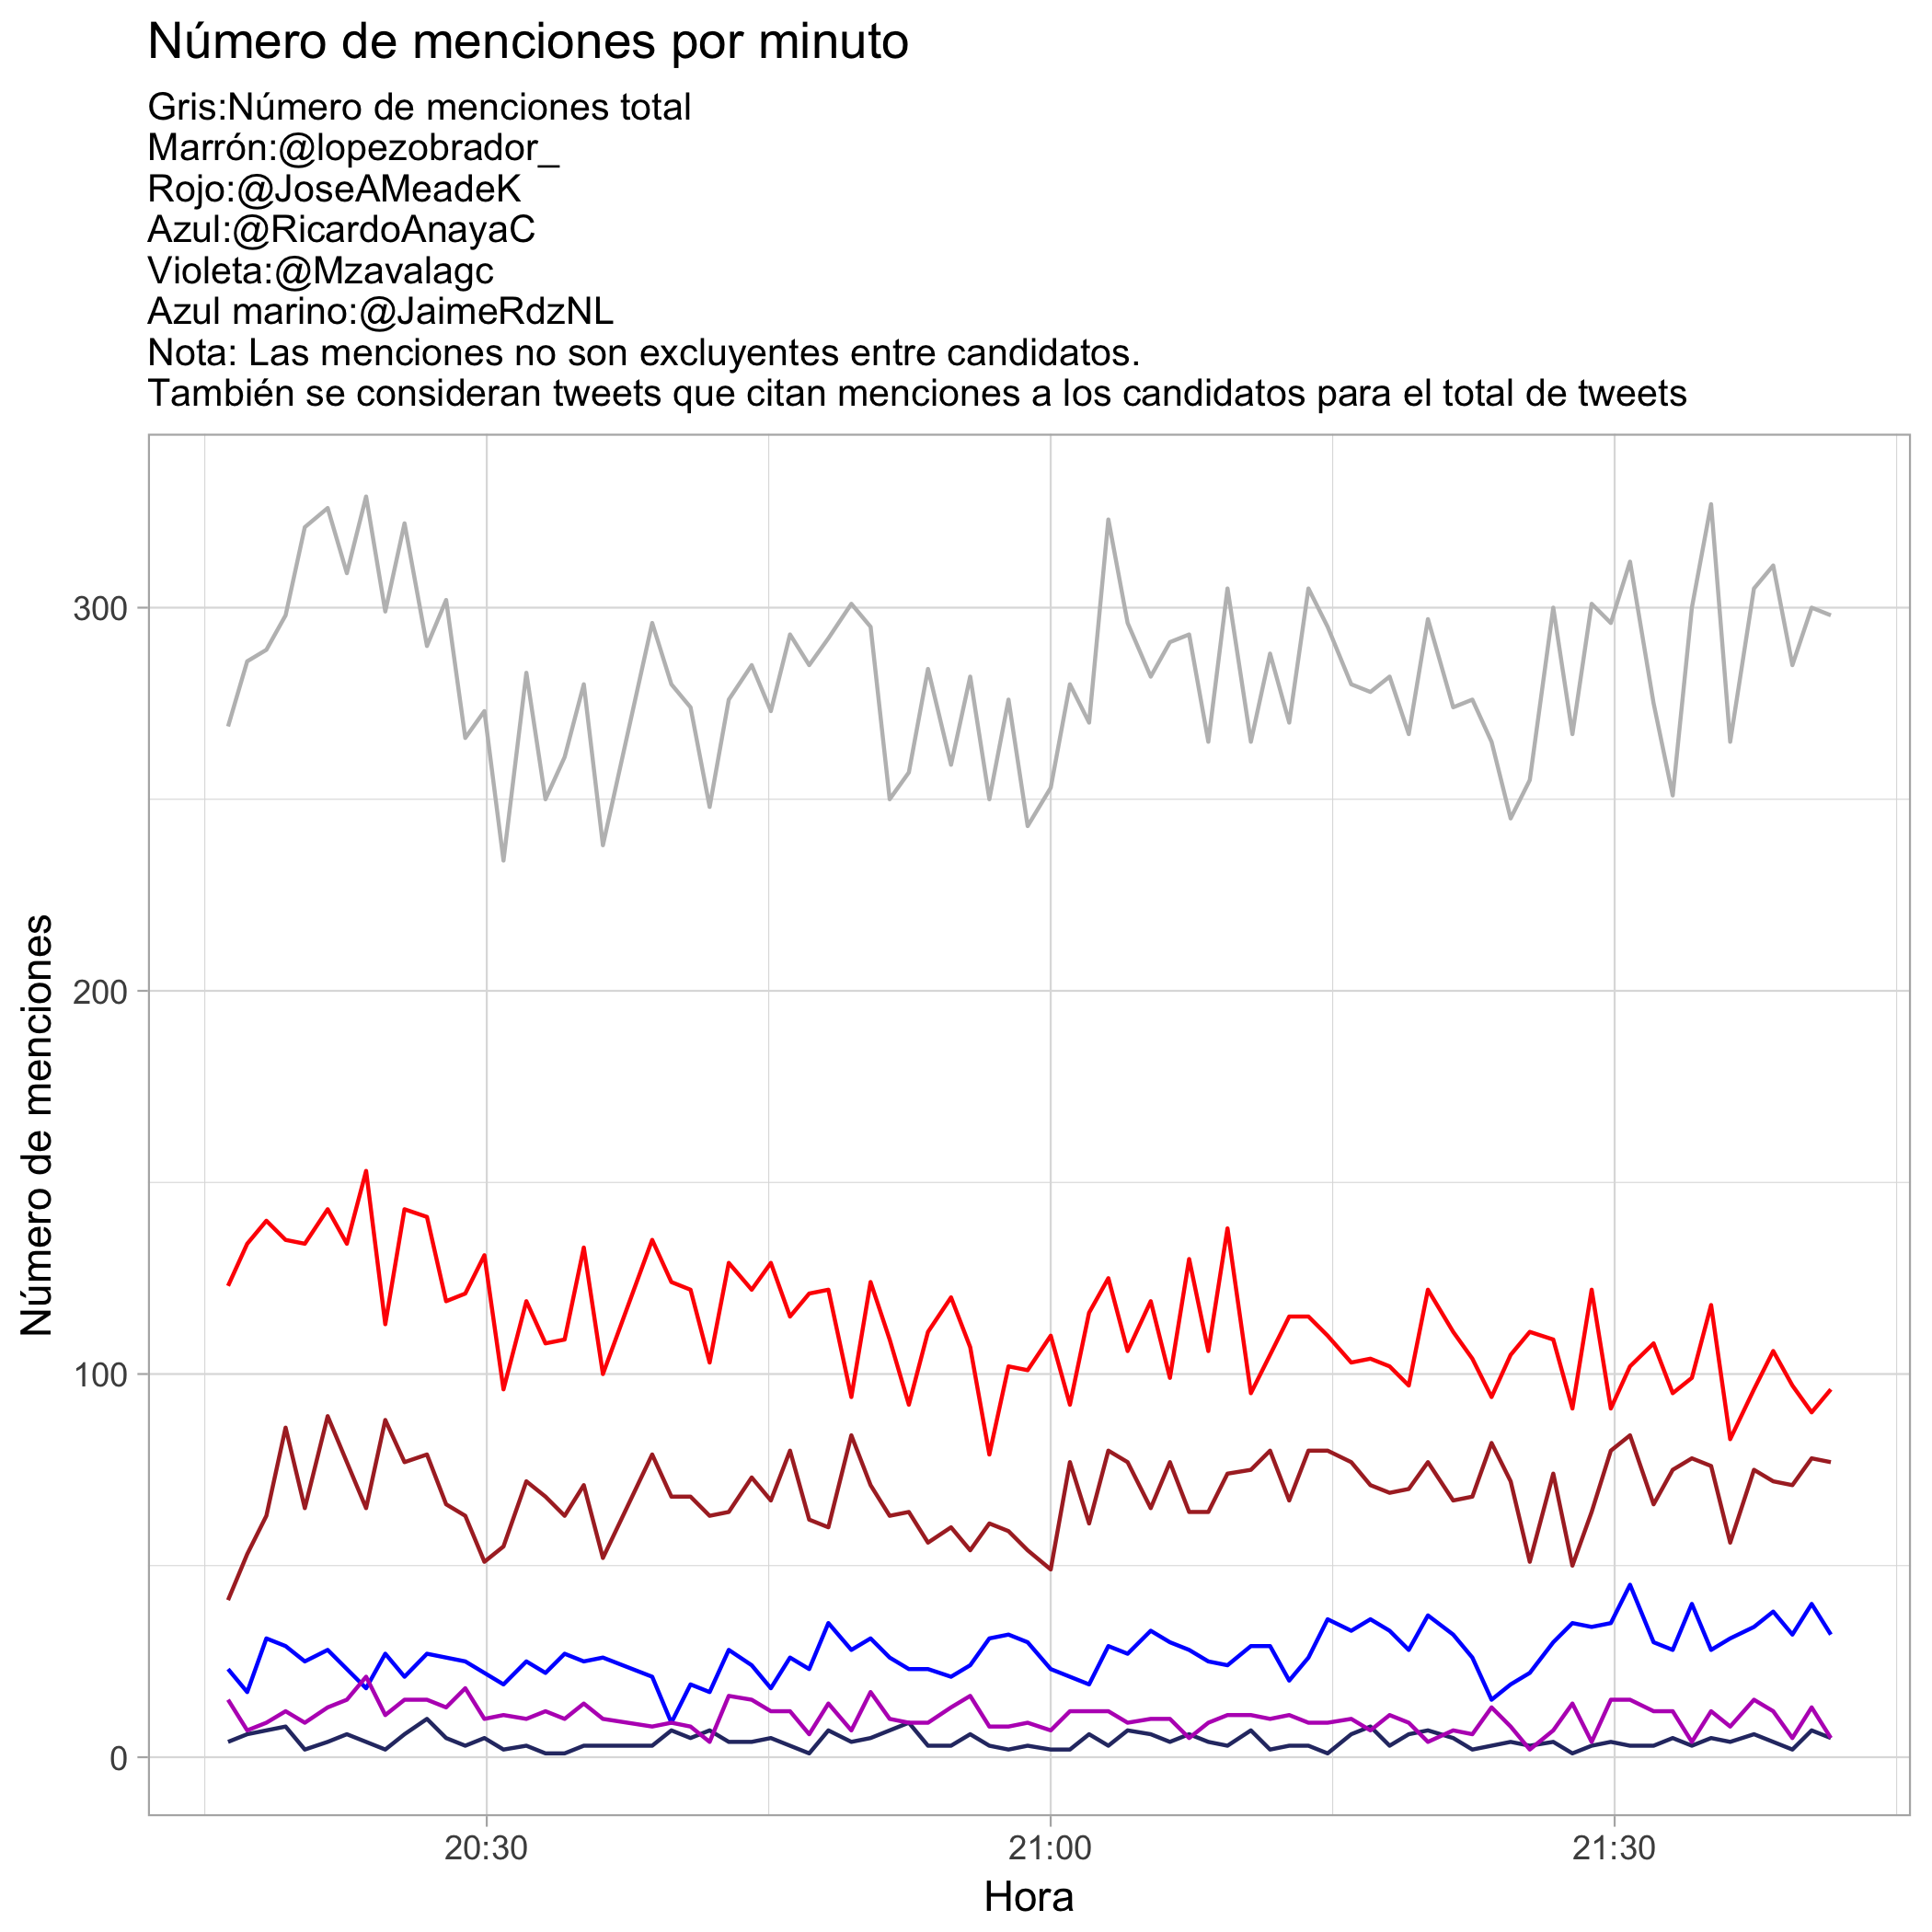 Número de menciones por minuto
Gris:Número de menciones total
Marrón:@lopezobrador_
Rojo:@JoseAMeadeK
Azul:@RicardoAnayaC
Violeta:@Mzavalagc
Azul marino:@JaimeRdzNL
Nota: Las menciones no son excluyentes entre candidatos.
También se consideran tweets que citan menciones a los candidatos para el total de tweets
Número de menciones
300
200
100
0
20:30
21:00
21:30
Hora